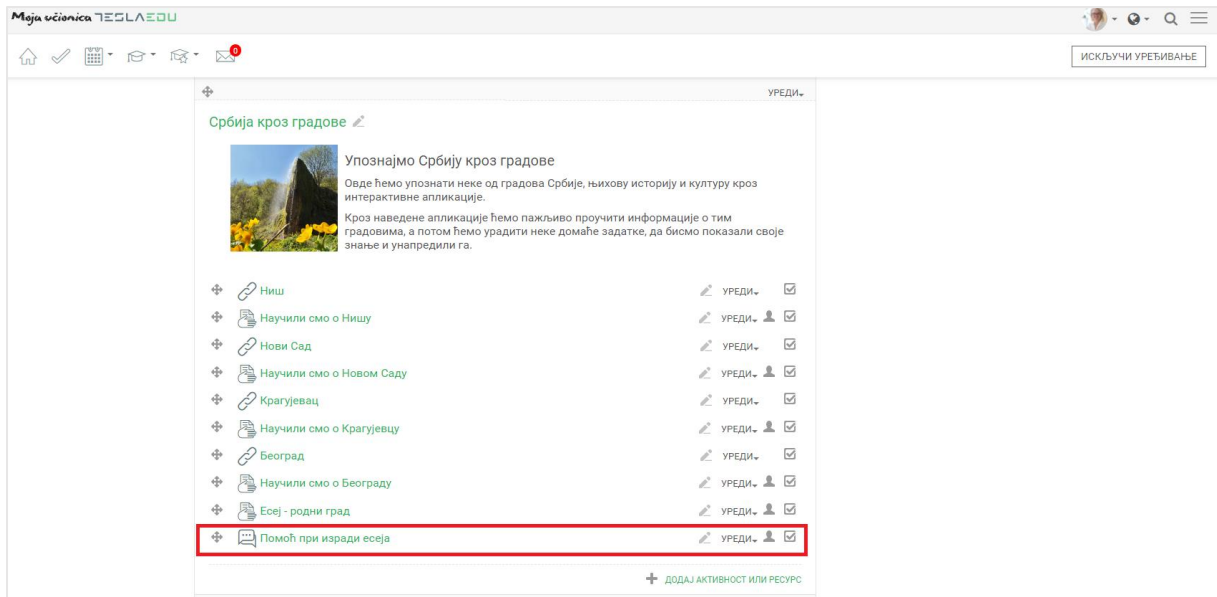 Moja učionica TESLAEDU
0
ИСКЉУЧИ УРЕЂИВАЊЕ
УРЕДИ
Србија кроз градове
Упознајмо Србију кроз градове
Овде ћемо упознати неке од градова Србије, њихову историју и културу кроз
интерактивне апликације.
Кроз наведене апликације ћемо пажљиво проучити информације о тим
градовима, а потом ћемо урадити неке домаће задатке, да бисмо показали своје
знање и унапредили га.
Ниш УРЕДИ
Научили смо о Нишу УРЕДИ
Нови Сад УРЕДИ
Научили смо о Новом Саду УРЕДИ
Крагујевац УРЕДИ
Научили смо о Крагујевцу УРЕДИ
Београд УРЕДИ
Научили смо о Београду УРЕДИ
Есеј - родни град УРЕДИ
Помоћ при изради есеја УРЕДИ
ДОДАЈ АКТИВНОСТ ИЛИ РЕСУРС